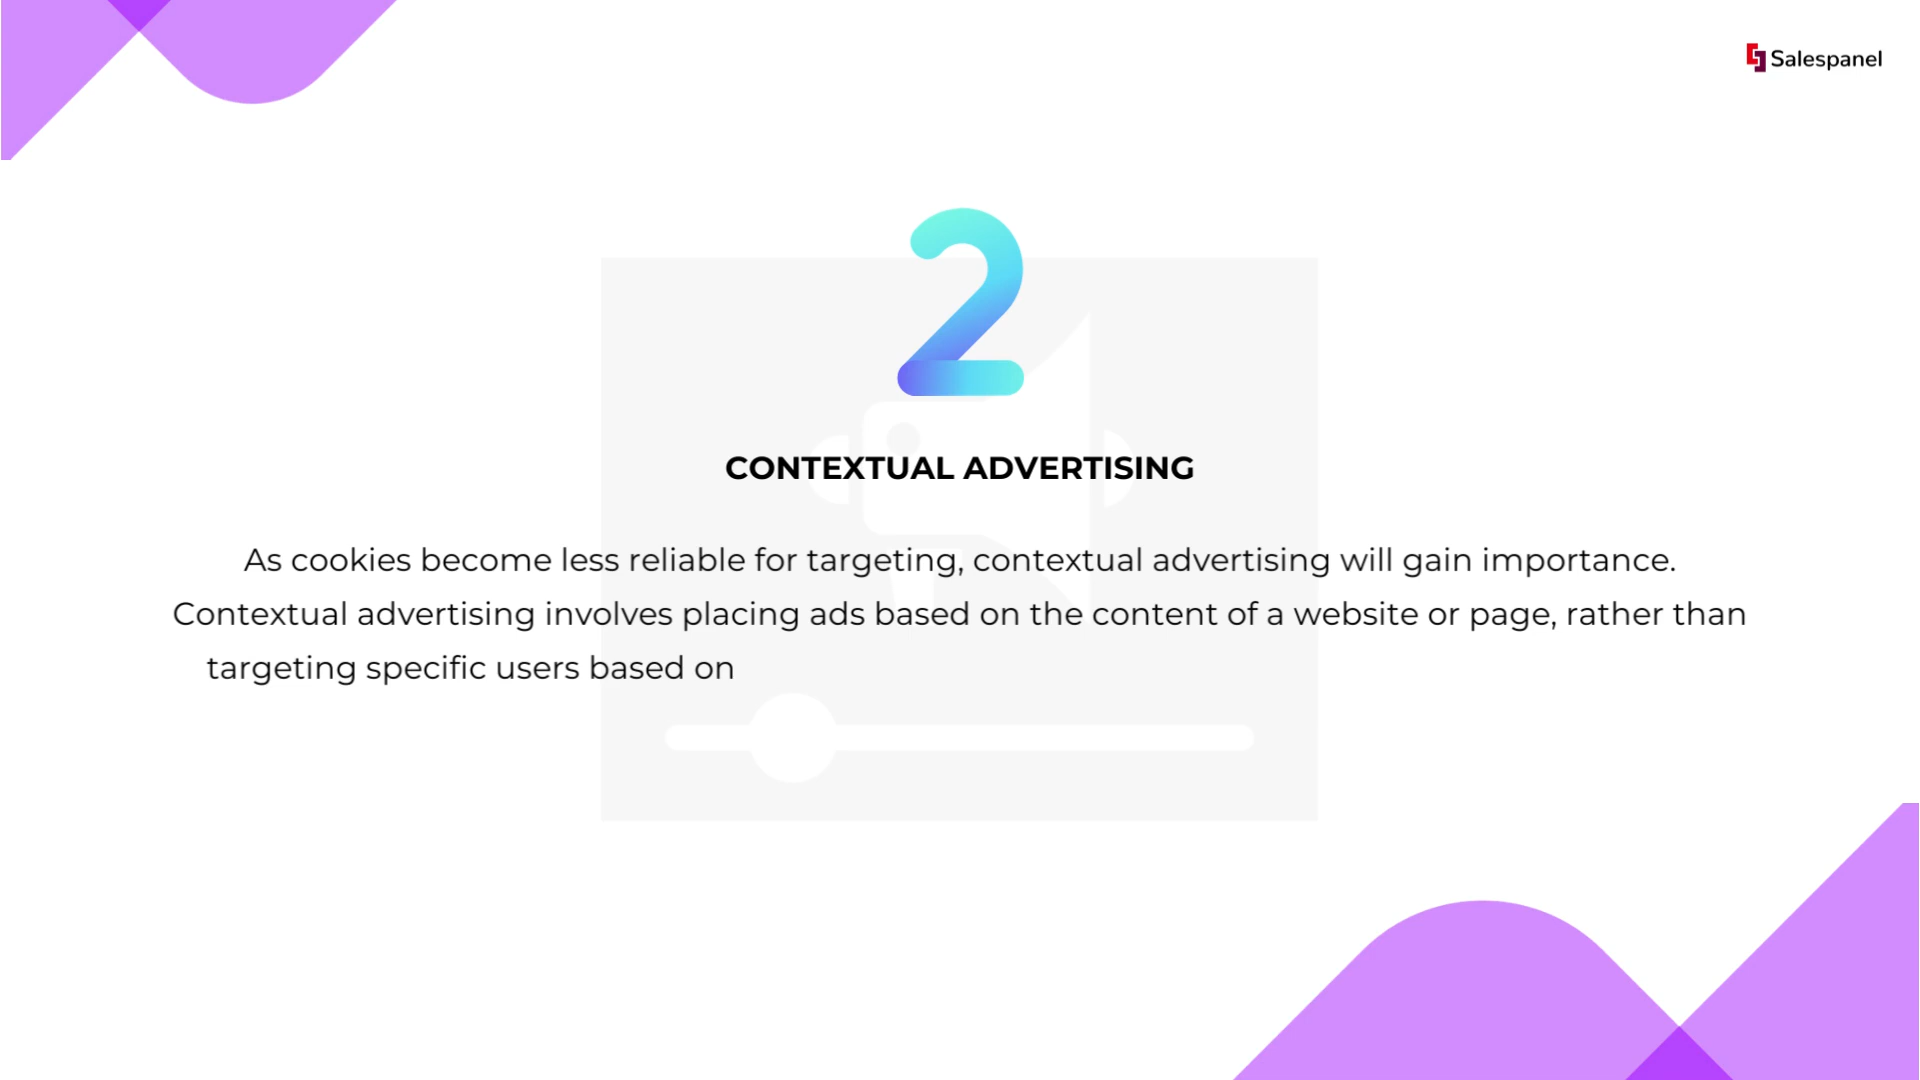 Salespanel
2
CONTEXTUAL ADVERTISING
As cookies become less reliable for targeting, contextual advertising will gain importance.
Contextual advertising involves placing ads based on the content of a website or page, rather than
targeting specific users based on